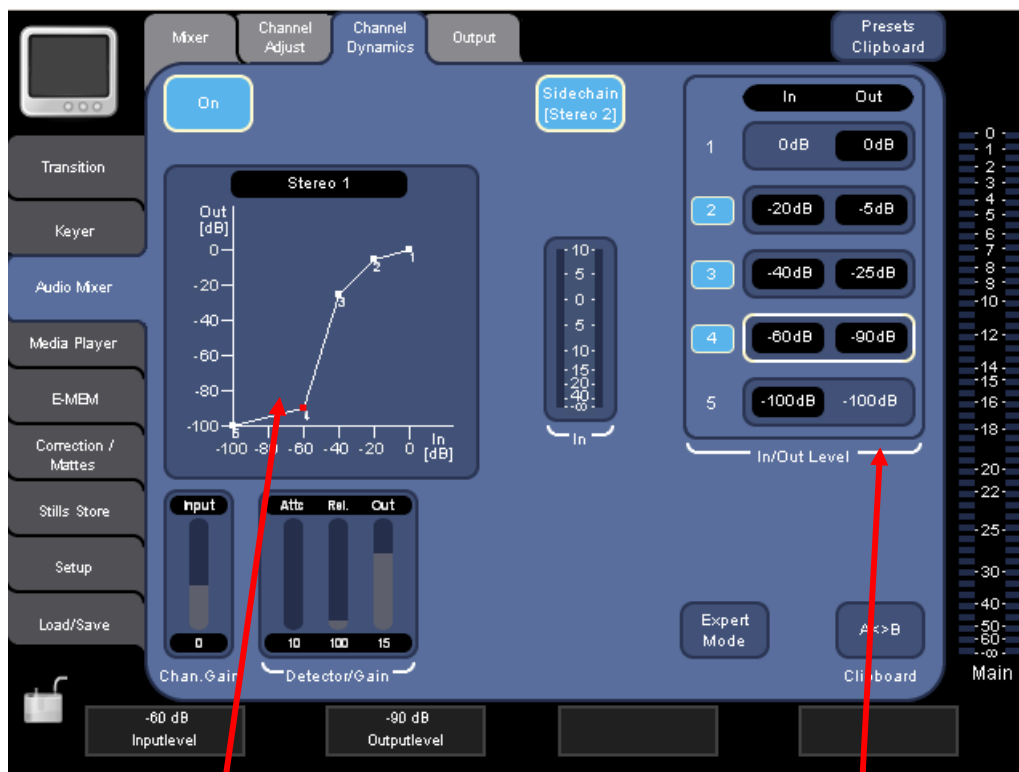 Mixer
Channel
Adjust
Channel
Dynamics
Output
Presets
Clipboard
Transition
Keyer
Audio Mixer
Media Player
E-MEM
Correction /
Mattes
Stills Store
Setup
Load/Save
On
Sidechain
[Stereo 2]
Stereo 1
Out
[dB]
0
-20
-40
-60
-80
-100
1
2
3
4
5
-100 -80 -60 -40 -20 0
In
[dB]
-10-
-5-
-0-
-5-
-10-
-15-
-20-
-40-
-∞-
In
In Out
1 0dB 0dB
2 -20dB -5dB
3 -40dB -25dB
4 -60dB -90dB
5 -100dB -100dB
In/Out Level
Input
0
Chan.Gain
Attc Rel. Out
10 100 15
Detector/Gain
Expert
Mode
A<>B
Clipboard
-0-
-1-
-2-
-3-
-4-
-5-
-6-
-7-
-8-
-9-
-10-
-12-
-14-
-15-
-16-
-18-
-20-
-22-
-25-
-30-
-40-
-50-
-60-
-∞-
Main
-60 dB
Inputlevel
-90 dB
Outputlevel